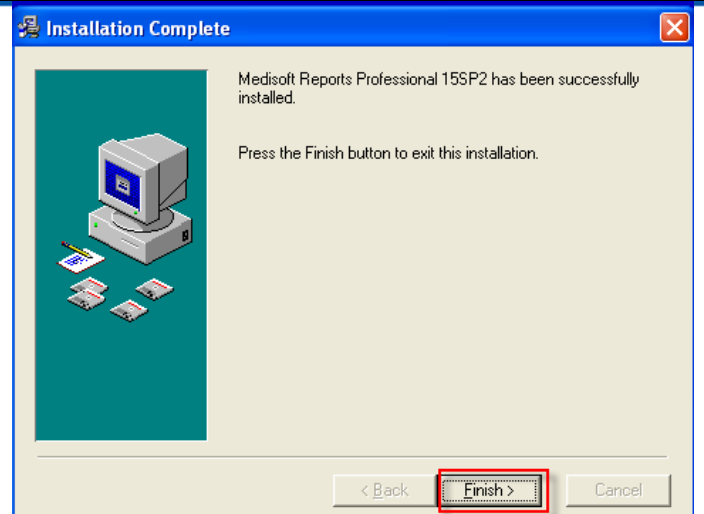 Installation Complete
Medisoft Reports Professional 15SP2 has been successfully
installed.
Press the Finish button to exit this installation.
< Back
Finish >
Cancel